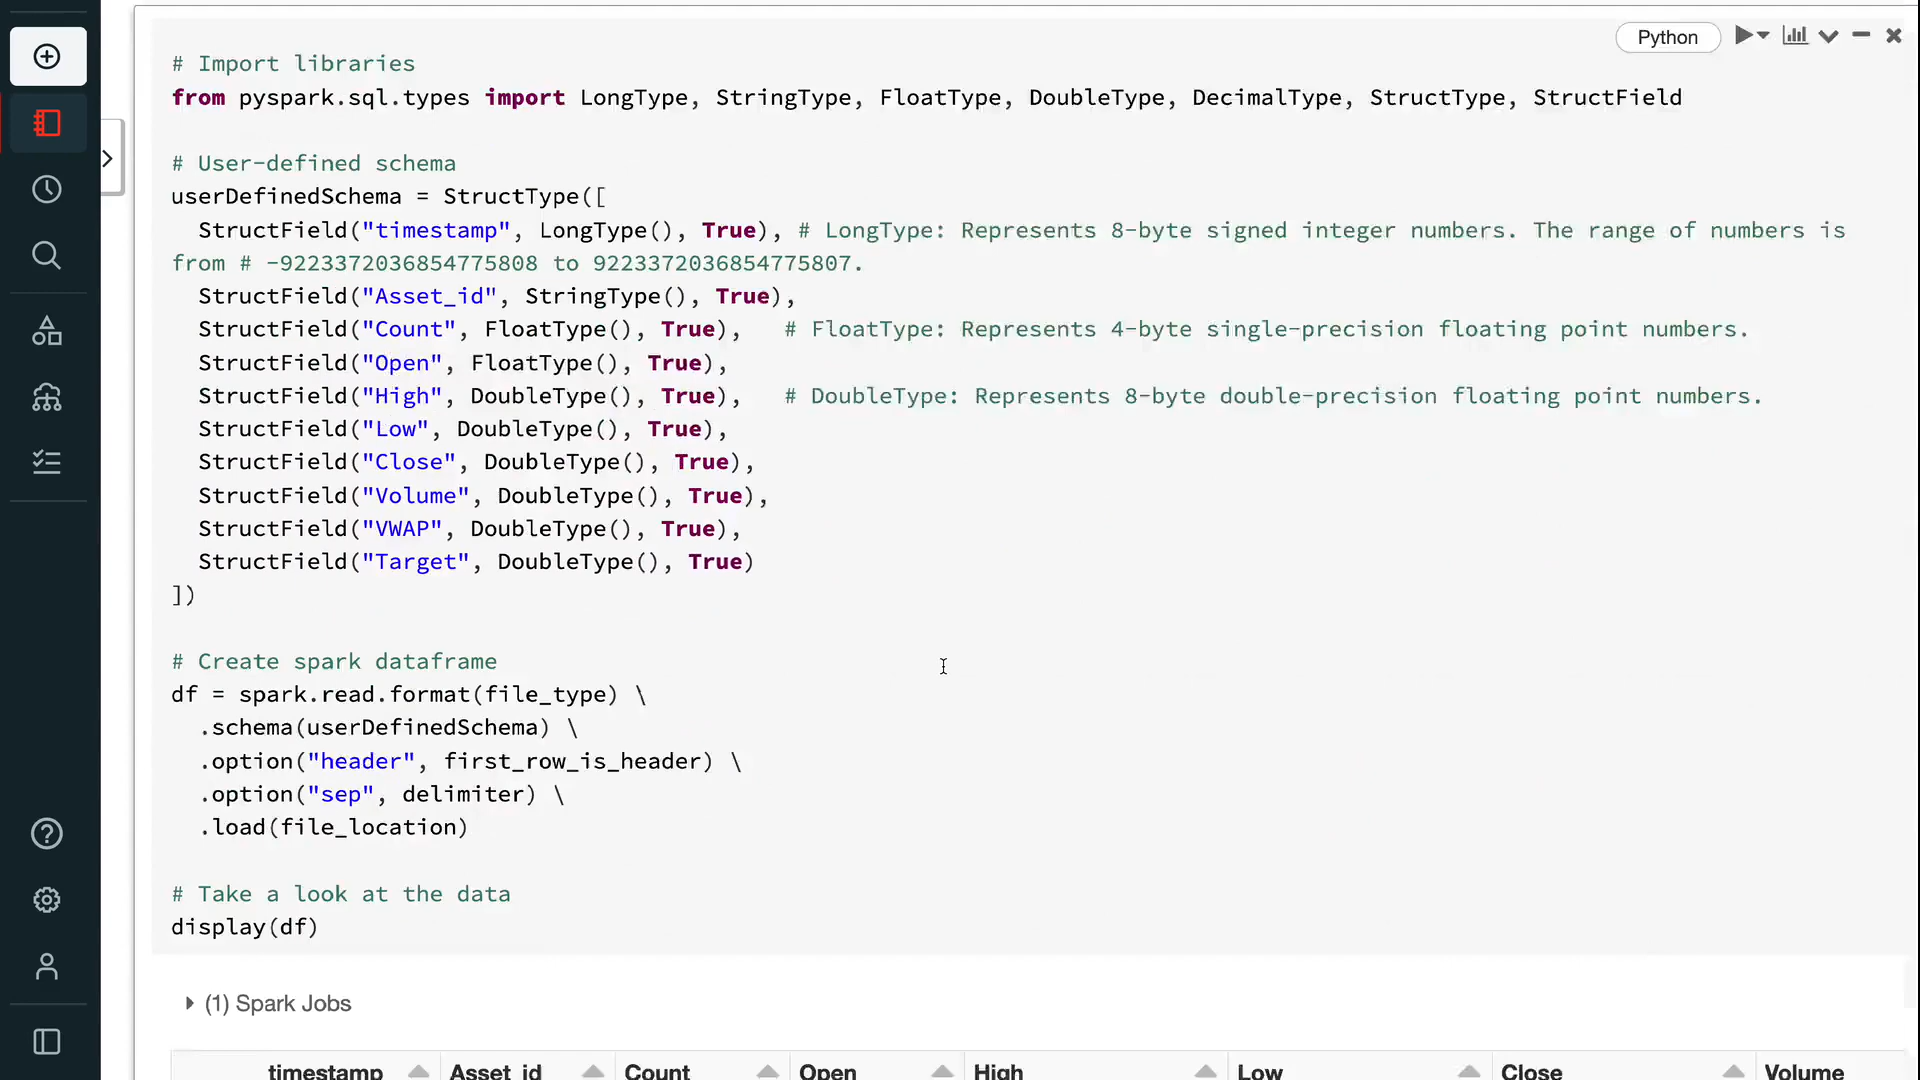 Python
# Import libraries
from pyspark.sql.types import LongType, StringType, FloatType, DoubleType, DecimalType, StructType, StructField
# User-defined schema
userDefinedSchema = StructType([
StructField("timestamp", LongType(), True), # LongType: Represents 8-byte signed integer numbers. The range of numbers is
from # -9223372036854775808 to 9223372036854775807.
StructField("Asset_id", StringType(), True),
StructField("Count", FloatType(), True), # FloatType: Represents 4-byte single-precision floating point numbers.
StructField("Open", FloatType(), True),
StructField("High", DoubleType(), True), # DoubleType: Represents 8-byte double-precision floating point numbers.
StructField("Low", DoubleType(), True),
StructField("Close", DoubleType(), True),
StructField("Volume", DoubleType(), True),
StructField("VWAP", DoubleType(), True),
StructField("Target", DoubleType(), True)
])
# Create spark dataframe
df = spark.read.format(file_type) \
.schema(userDefinedSchema) \
.option("header", first_row_is_header) \
.option("sep", delimiter) \
.load(file_location)
# Take a look at the data
display(df)
(1) Spark Jobs
timestamp Asset_id Count Open High Low Close Volume